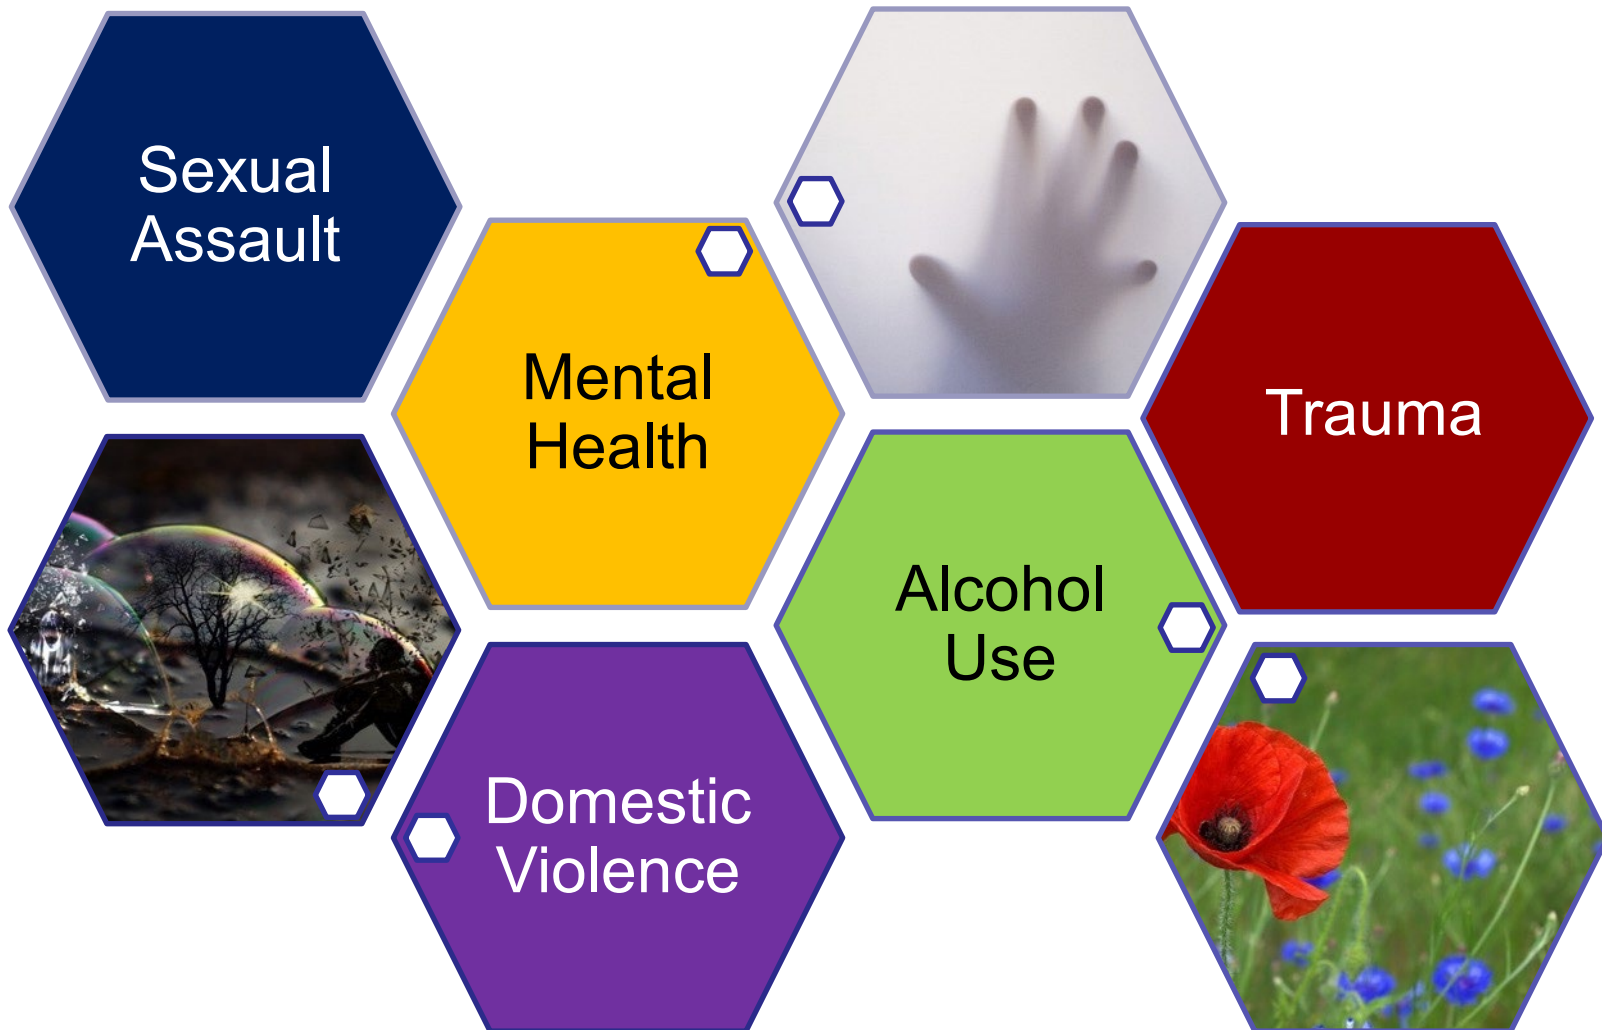 Sexual
Assault
Mental
Health
Trauma
Alcohol
Use
Domestic
Violence